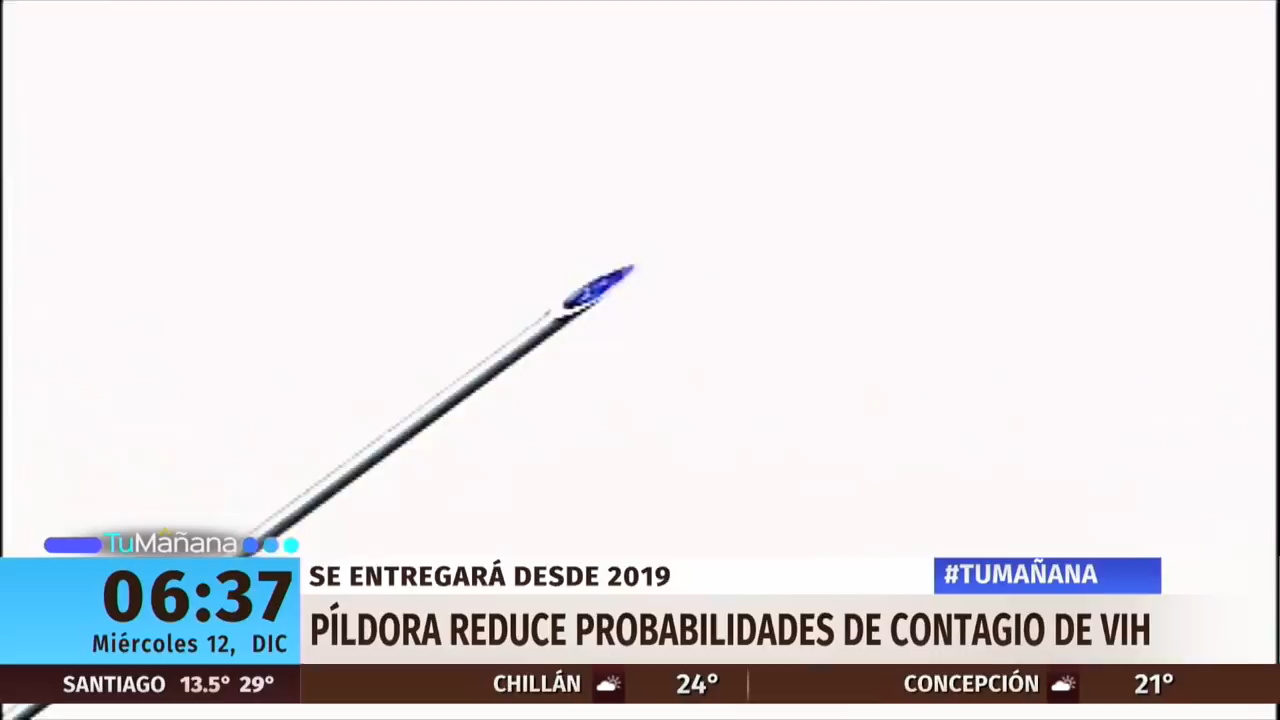 TuMañana
06:37
Miércoles 12, DIC
SE ENTREGARÁ DESDE 2019
#TUMAÑANA
PÍLDORA REDUCE PROBABILIDADES DE CONTAGIO DE VIH
SANTIAGO 13.5° 29°
CHILLÁN 24°
CONCEPCIÓN 21°